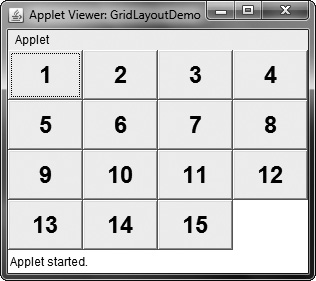 Applet Viewer: GridLayoutDemo
Applet
1 2 3 4
5 6 7 8
9 10 11 12
13 14 15
Applet started.